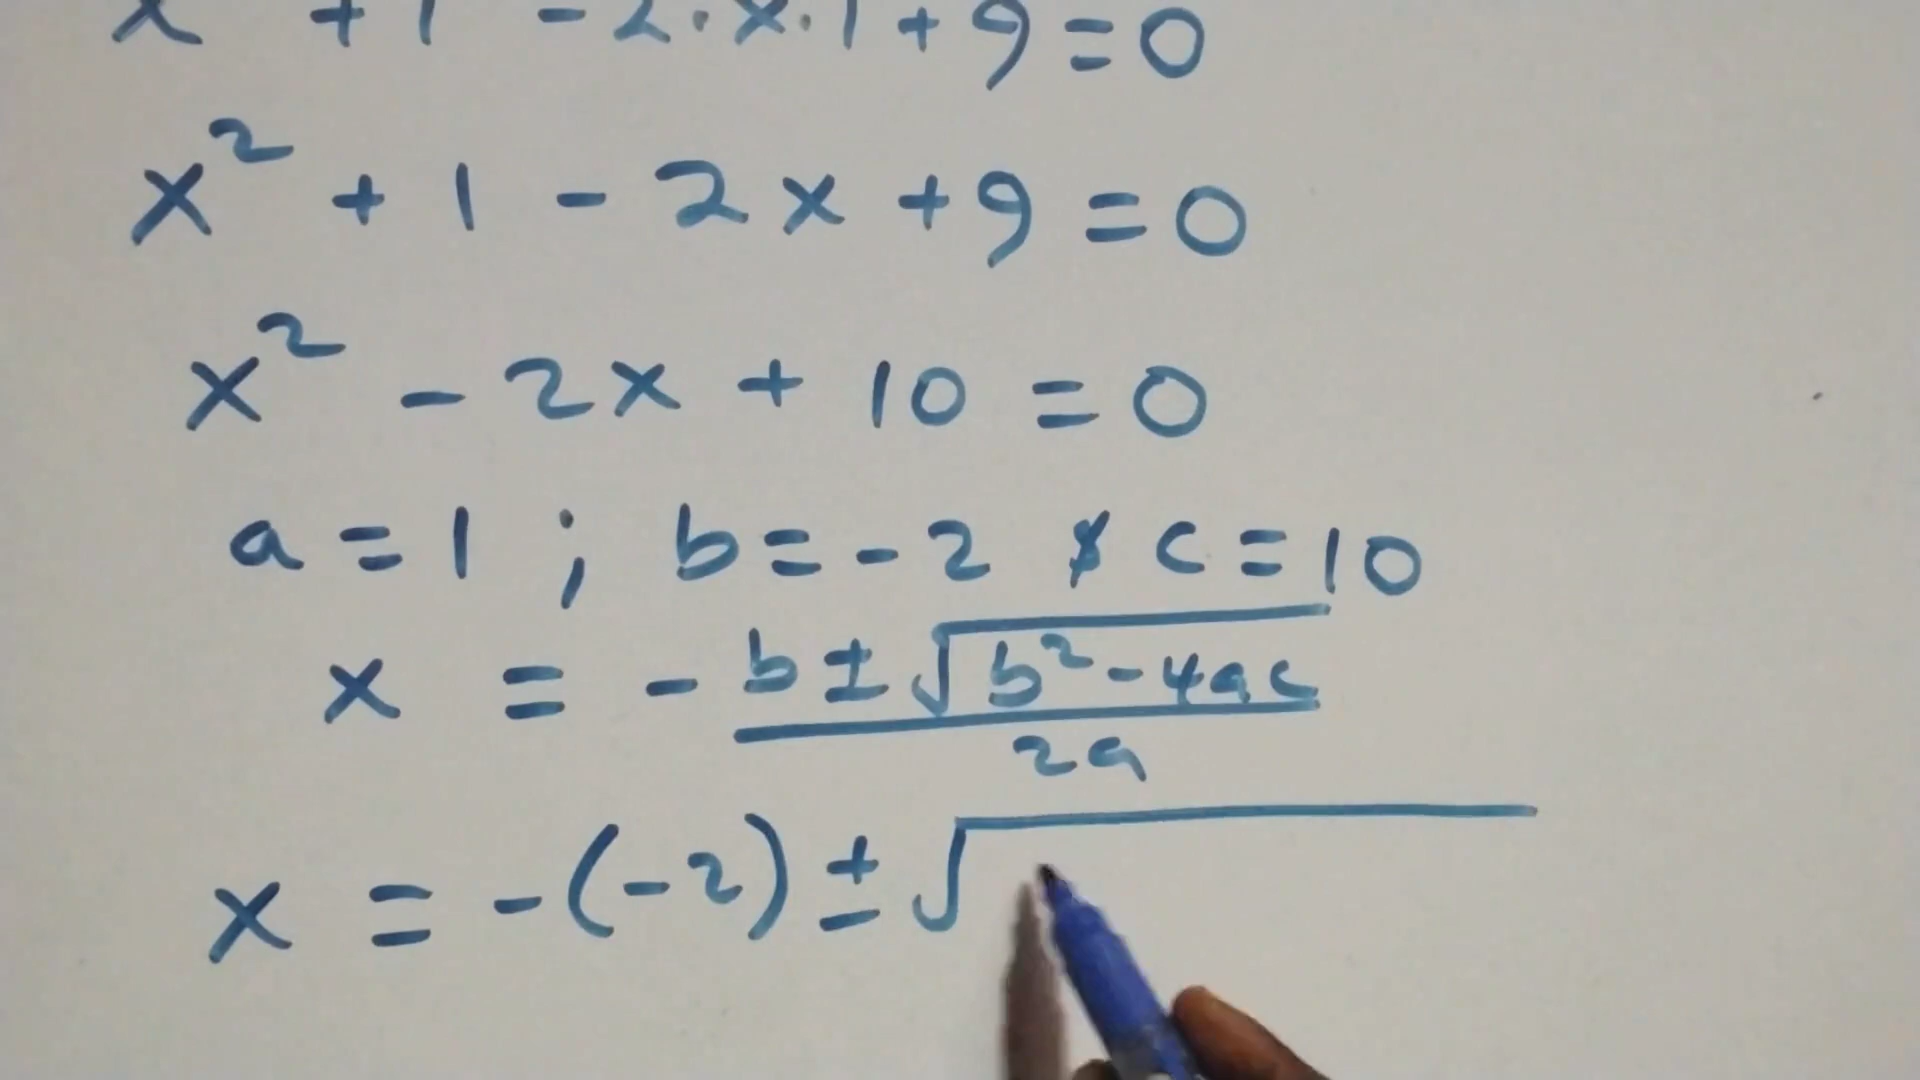 x + 1 - 2·x·1 + 9 = 0
x² + 1 - 2x + 9 = 0
x² - 2x + 10 = 0
a = 1 ; b = -2 & c = 10
x = -b ± √b² - 4ac
2a
x = -(-2) ± √